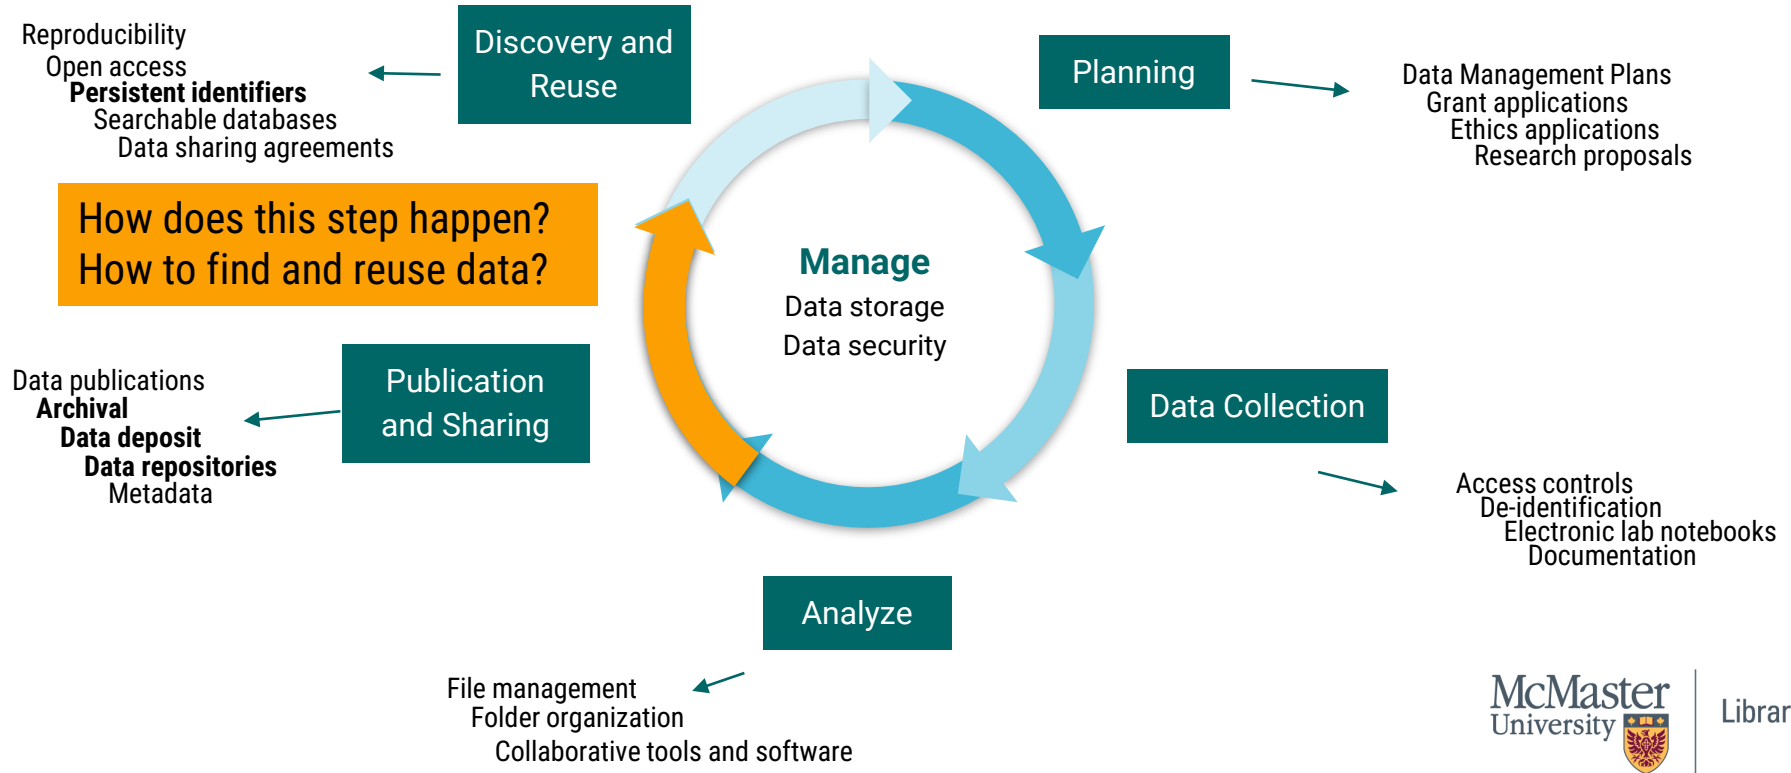 Reproducibility
Open access
Persistent identifiers
Searchable databases
Data sharing agreements
Discovery and
Reuse
Planning
Data Management Plans
Grant applications
Ethics applications
Research proposals
How does this step happen?
How to find and reuse data?
Manage
Data storage
Data security
Data publications
Archival
Data deposit
Data repositories
Metadata
Publication
and Sharing
Data Collection
Access controls
De-identification
Electronic lab notebooks
Documentation
Analyze
File management
Folder organization
Collaborative tools and software
McMaster
University
Librar